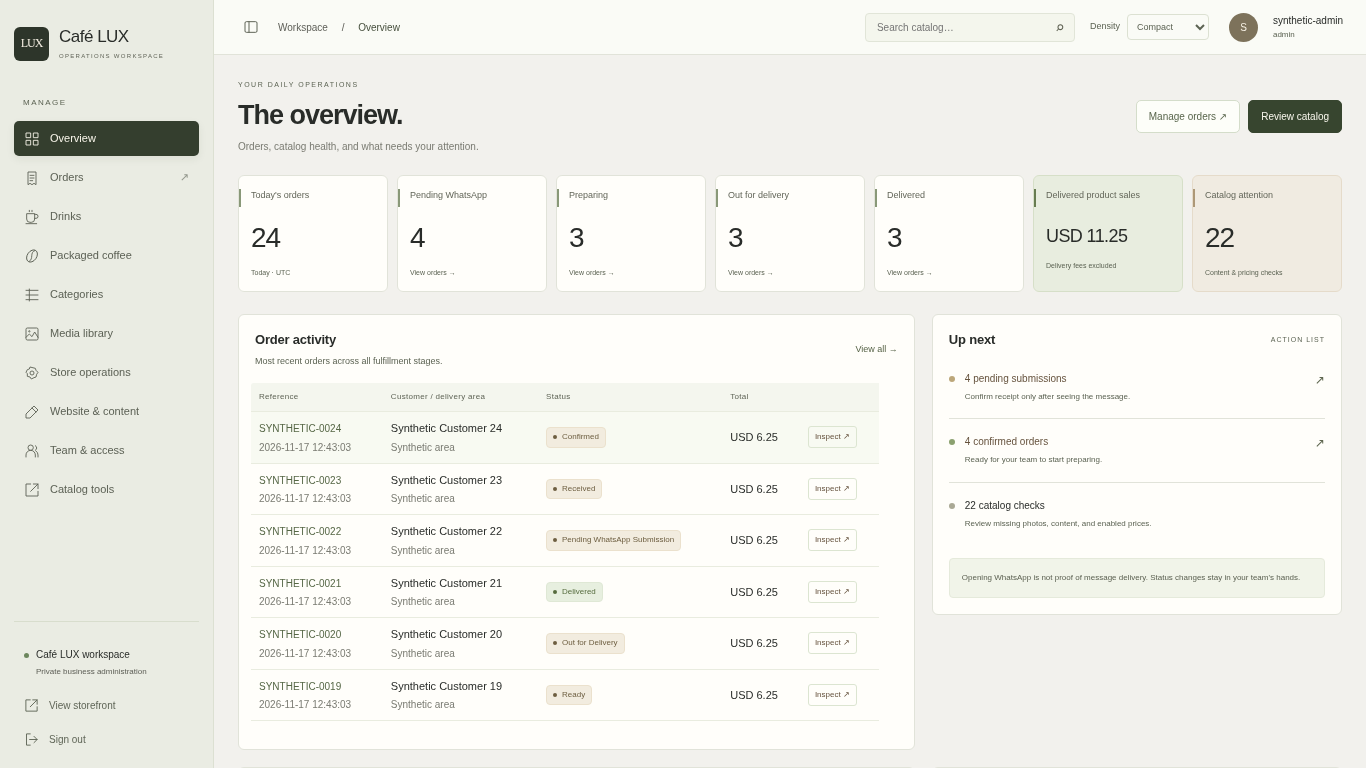 LUX
Café LUX
OPERATIONS WORKSPACE
MANAGE
Overview
Orders ↗
Drinks
Packaged coffee
Categories
Media library
Store operations
Website & content
Team & access
Catalog tools
Café LUX workspace
Private business administration
View storefront
Sign out
Workspace / Overview
Search catalog…
Density
Compact
S
synthetic-admin
admin
YOUR DAILY OPERATIONS
The overview.
Orders, catalog health, and what needs your attention.
Manage orders ↗
Review catalog
Today's orders
24
Today · UTC
Pending WhatsApp
4
View orders →
Preparing
3
View orders →
Out for delivery
3
View orders →
Delivered
3
View orders →
Delivered product sales
USD 11.25
Delivery fees excluded
Catalog attention
22
Content & pricing checks
Order activity
Most recent orders across all fulfillment stages.
View all →
Reference Customer / delivery area Status Total
SYNTHETIC-0024 Synthetic Customer 24 Confirmed USD 6.25 Inspect ↗
2026-11-17 12:43:03 Synthetic area
SYNTHETIC-0023 Synthetic Customer 23 Received USD 6.25 Inspect ↗
2026-11-17 12:43:03 Synthetic area
SYNTHETIC-0022 Synthetic Customer 22 Pending WhatsApp Submission USD 6.25 Inspect ↗
2026-11-17 12:43:03 Synthetic area
SYNTHETIC-0021 Synthetic Customer 21 Delivered USD 6.25 Inspect ↗
2026-11-17 12:43:03 Synthetic area
SYNTHETIC-0020 Synthetic Customer 20 Out for Delivery USD 6.25 Inspect ↗
2026-11-17 12:43:03 Synthetic area
SYNTHETIC-0019 Synthetic Customer 19 Ready USD 6.25 Inspect ↗
2026-11-17 12:43:03 Synthetic area
Up next
ACTION LIST
4 pending submissions ↗
Confirm receipt only after seeing the message.
4 confirmed orders ↗
Ready for your team to start preparing.
22 catalog checks
Review missing photos, content, and enabled prices.
Opening WhatsApp is not proof of message delivery. Status changes stay in your team's hands.